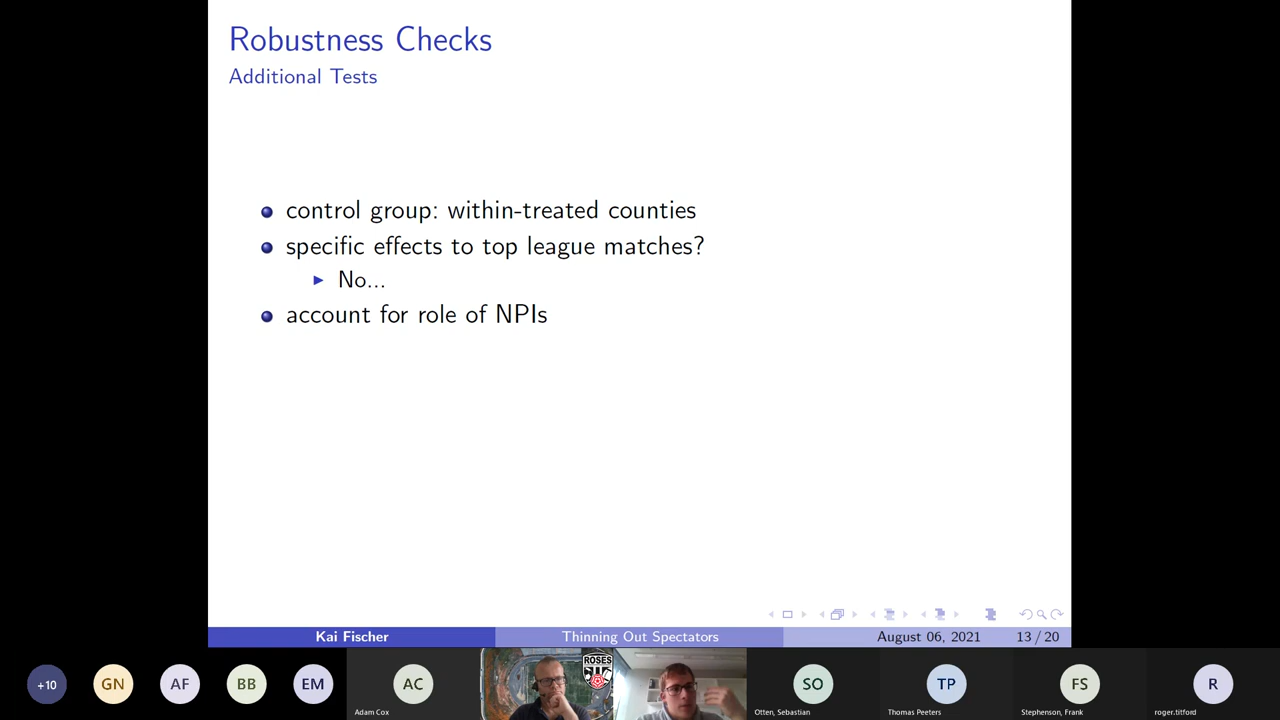 Robustness Checks
Additional Tests
control group: within-treated counties
specific effects to top league matches?
No...
account for role of NPIs
Kai Fischer
Thinning Out Spectators
August 06, 2021
13 / 20
+10
GN
AF
BB
EM
AC
Adam Cox
ROSES
SO
Otten, Sebastian
TP
Thomas Peeters
FS
Stephenson, Frank
R
roger.titford